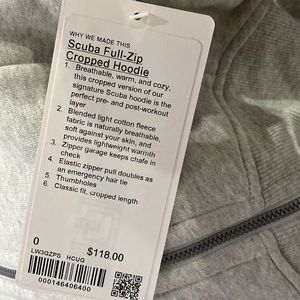 WHY WE MADE THIS
Scuba Full-Zip
Cropped Hoodie
1. Breathable, warm, and cozy,
this cropped version of our
signature Scuba hoodie is the
perfect pre- and post-workout
layer
2. Blended light cotton fleece
fabric is naturally breathable,
soft against your skin, and
provides lightweight warmth
3. Zipper garage keeps chafe in
check
4. Elastic zipper pull doubles as
an emergency hair tie
5. Thumbholes
6. Classic fit, cropped length
0
$118.00
LW3GZPS HCUG
000146406400